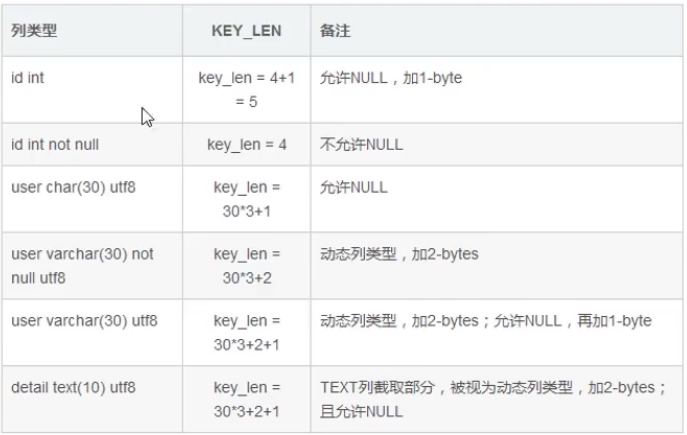 列类型 KEY_LEN 备注
id int key_len = 4+1 允许NULL，加1-byte
= 5
id int not null key_len = 4 不允许NULL
user char(30) utf8 key_len = 允许NULL
30*3+1
user varchar(30) not key_len = 动态列类型，加2-bytes
null utf8 30*3+2
user varchar(30) utf8 key_len = 动态列类型，加2-bytes；允许NULL，再加1-byte
30*3+2+1
detail text(10) utf8 key_len = TEXT列截取部分，被视为动态列类型，加2-bytes；
30*3+2+1 且允许NULL